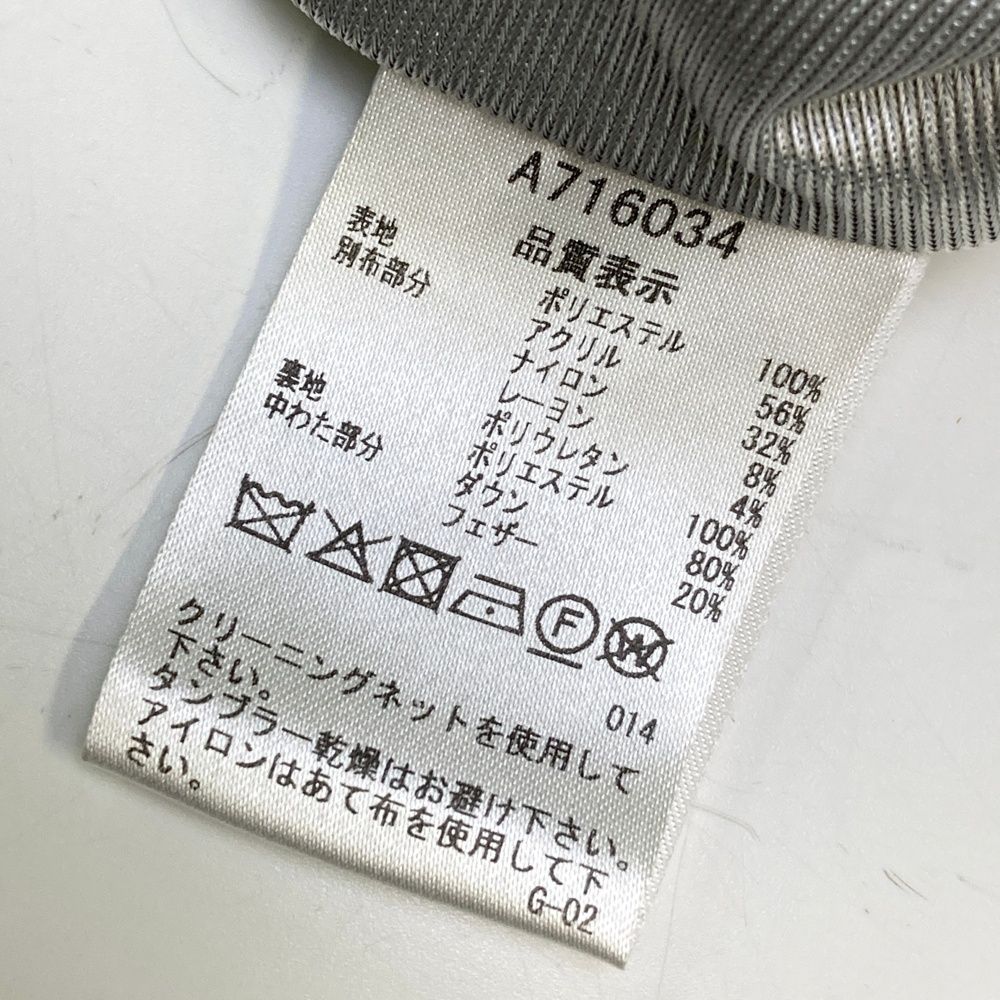 A716034
品質表示
表地 ポリエステル 100%
別布部分 アクリル 56%
ナイロン 32%
レーヨン 8%
ポリウレタン 4%
裏地 ポリエステル 100%
中わた部分 ダウン 80%
フェザー 20%
F W
014
クリーニングネットを使用して
下さい。
タンブラー乾燥はお避け下さい。
アイロンはあて布を使用して下
さい。
G-02